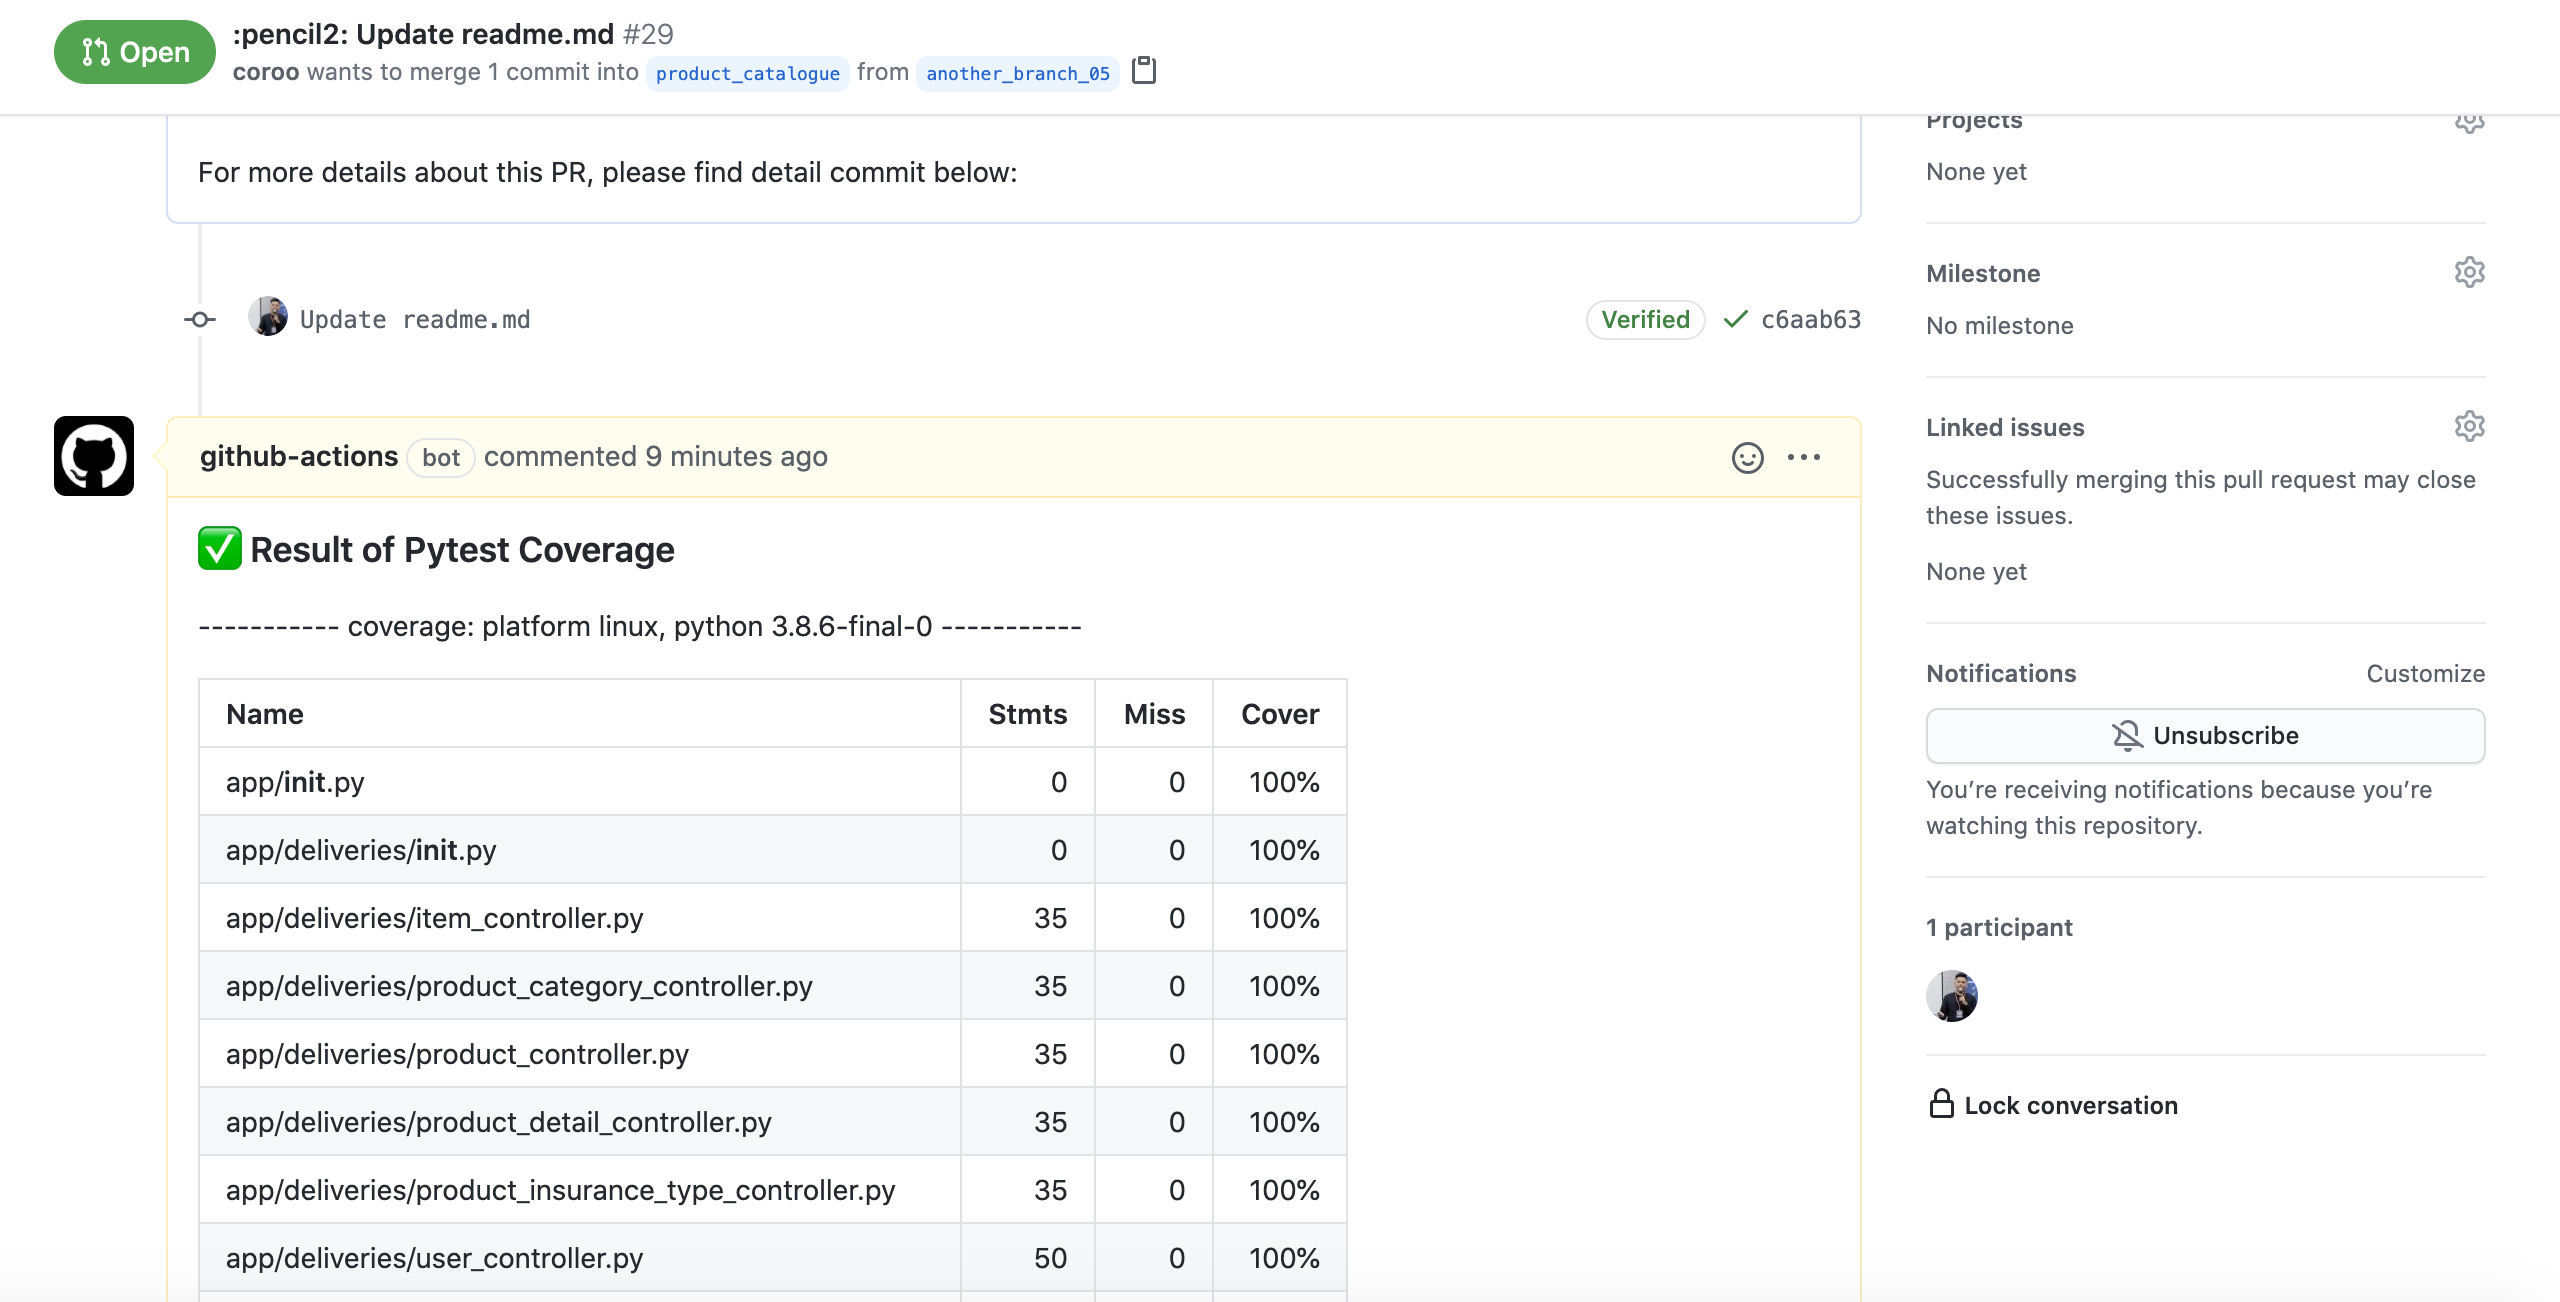 Open
:pencil2: Update readme.md #29
coroo wants to merge 1 commit into product_catalogue from another_branch_05
For more details about this PR, please find detail commit below:
Update readme.md
Verified c6aab63
github-actions bot commented 9 minutes ago
✅ Result of Pytest Coverage
----------- coverage: platform linux, python 3.8.6-final-0 -----------
Name Stmts Miss Cover
app/init.py 0 0 100%
app/deliveries/init.py 0 0 100%
app/deliveries/item_controller.py 35 0 100%
app/deliveries/product_category_controller.py 35 0 100%
app/deliveries/product_controller.py 35 0 100%
app/deliveries/product_detail_controller.py 35 0 100%
app/deliveries/product_insurance_type_controller.py 35 0 100%
app/deliveries/user_controller.py 50 0 100%
Projects
None yet
Milestone
No milestone
Linked issues
Successfully merging this pull request may close
these issues.
None yet
Notifications Customize
Unsubscribe
You’re receiving notifications because you’re
watching this repository.
1 participant
Lock conversation